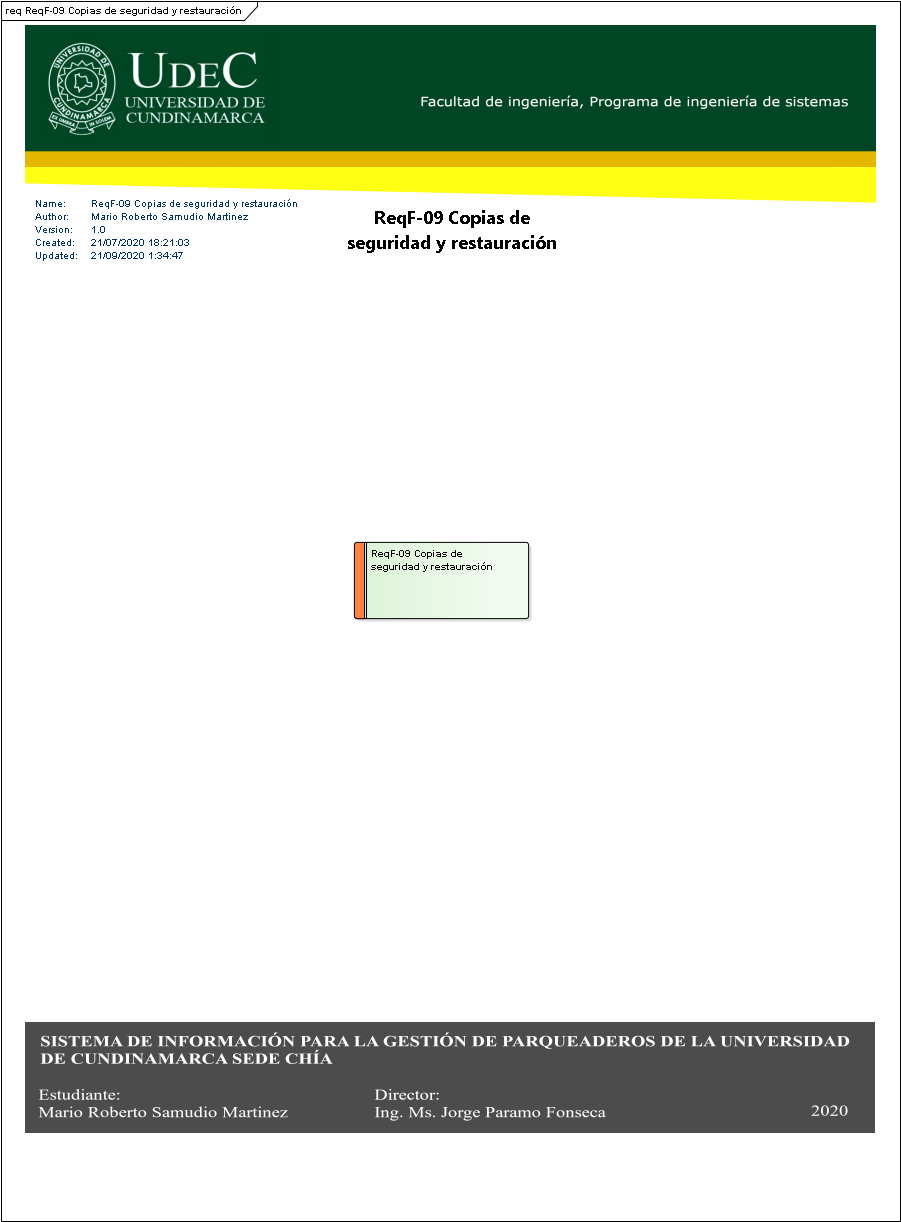 req ReqF-09 Copias de seguridad y restauración
UNIVERSIDAD DE
CUNDINAMARCA
UDEC
UNIVERSIDAD DE
CUNDINAMARCA
Facultad de ingeniería, Programa de ingeniería de sistemas
Name: ReqF-09 Copias de seguridad y restauración
Author: Mario Roberto Samudio Martinez
Version: 1.0
Created: 21/07/2020 18:21:03
Updated: 21/09/2020 1:34:47
ReqF-09 Copias de
seguridad y restauración
ReqF-09 Copias de
seguridad y restauración
SISTEMA DE INFORMACIÓN PARA LA GESTIÓN DE PARQUEADEROS DE LA UNIVERSIDAD
DE CUNDINAMARCA SEDE CHÍA
Estudiante:
Mario Roberto Samudio Martinez
Director:
Ing. Ms. Jorge Paramo Fonseca
2020